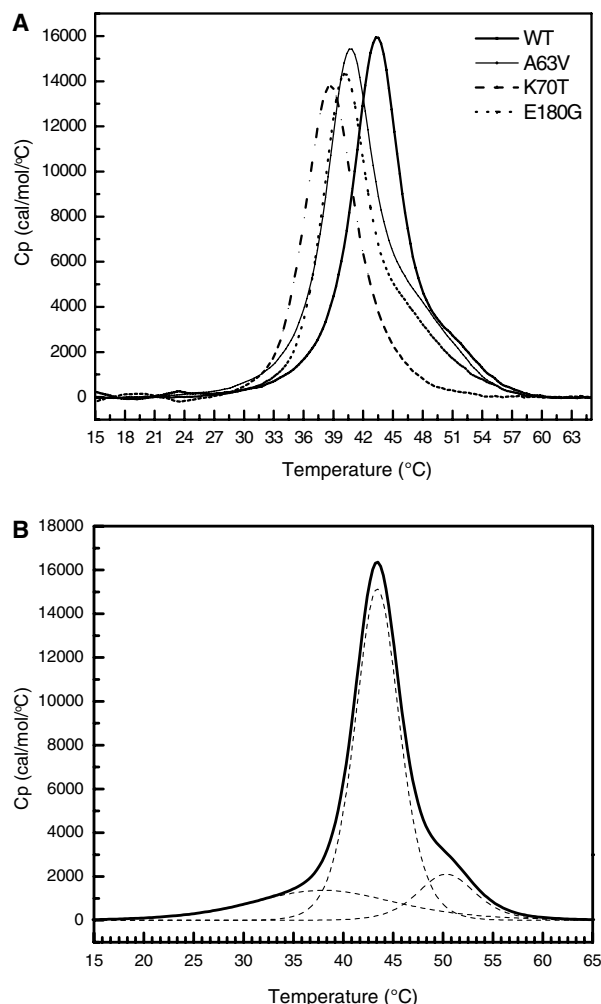 A
16000
14000
12000
10000
8000
6000
4000
2000
0
Cp (cal/mol/°C)
WT
A63V
K70T
E180G
15 18 21 24 27 30 33 36 39 42 45 48 51 54 57 60 63
Temperature (°C)
B
18000
16000
14000
12000
10000
8000
6000
4000
2000
0
Cp (cal/mol/°C)
15 20 25 30 35 40 45 50 55 60 65
Temperature (°C)